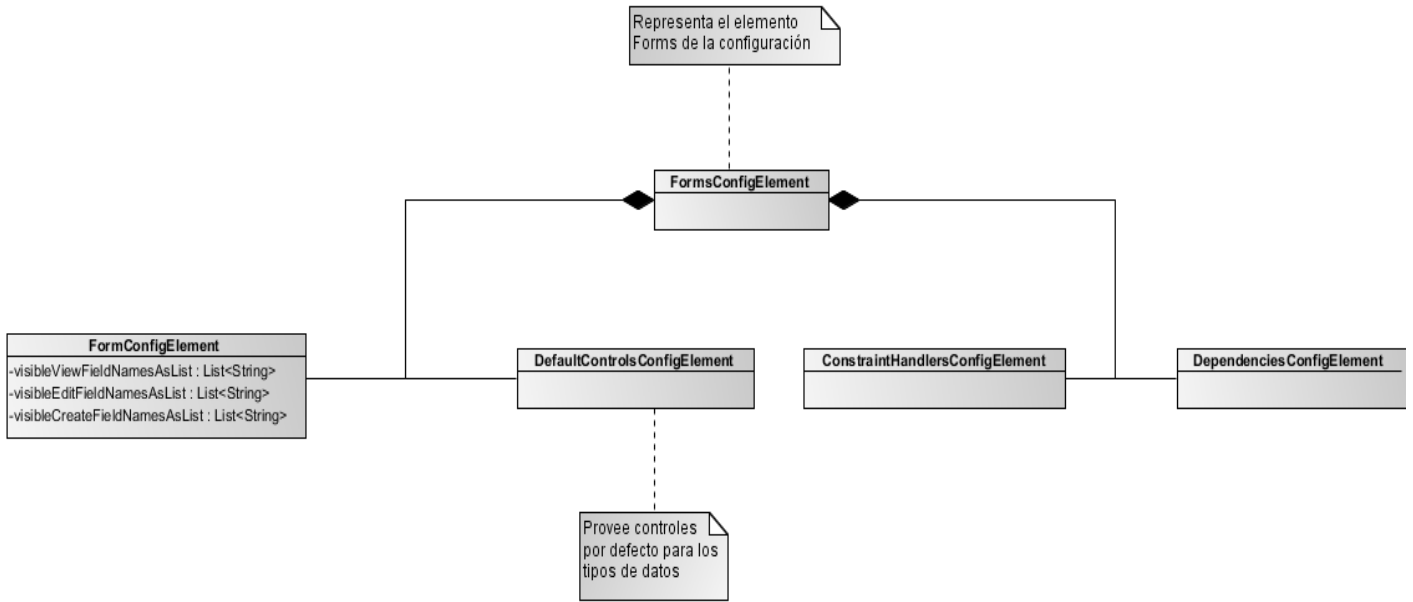 Representa el elemento
Forms de la configuración
FormsConfigElement
FormConfigElement
-visibleViewFieldNamesAsList : List<String>
-visibleEditFieldNamesAsList : List<String>
-visibleCreateFieldNamesAsList : List<String>
DefaultControlsConfigElement
ConstraintHandlersConfigElement
DependenciesConfigElement
Provee controles
por defecto para los
tipos de datos